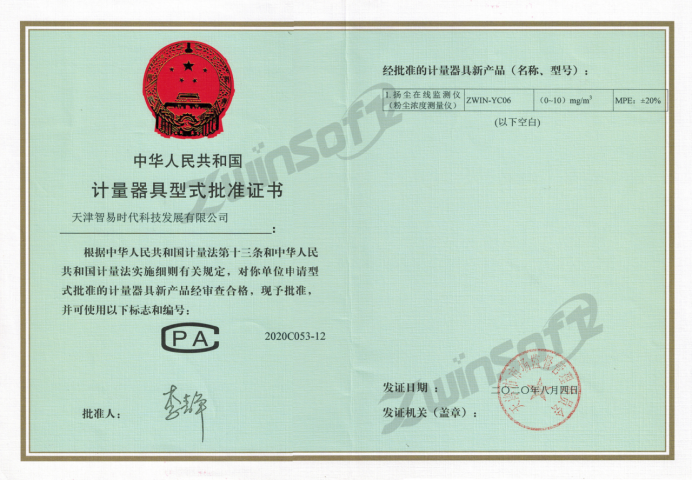 中华人民共和国
计量器具型式批准证书
天津智易时代科技发展有限公司
:
根据中华人民共和国计量法第十三条和中华人民
共和国计量法实施细则有关规定，对你单位申请型
式批准的计量器具新产品经审查合格，现予批准，
并可使用以下标志和编号:
CPA 2020C053-12
批准人:
经批准的计量器具新产品（名称、型号）:
1.扬尘在线监测仪
（粉尘浓度测量仪） ZWIN-YC06 （0~10）mg/m³ MPE：±20%
(以下空白)
发证日期: 二〇二〇年八月四日
发证机关（盖章）:
zwinsoft
zwinsoft